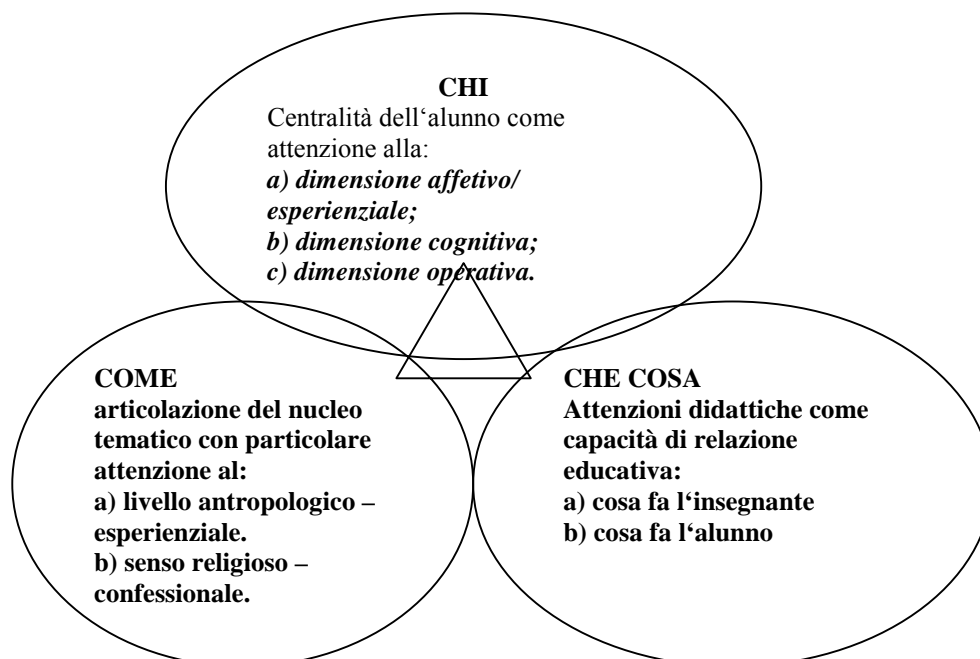 CHI
Centralità dell‘alunno come
attenzione alla:
a) dimensione affetivo/
esperienziale;
b) dimensione cognitiva;
c) dimensione operativa.
COME
articolazione del nucleo
tematico con particolare
attenzione al:
a) livello antropologico –
esperienziale.
b) senso religioso –
confessionale.
CHE COSA
Attenzioni didattiche come
capacità di relazione
educativa:
a) cosa fa l‘insegnante
b) cosa fa l‘alunno